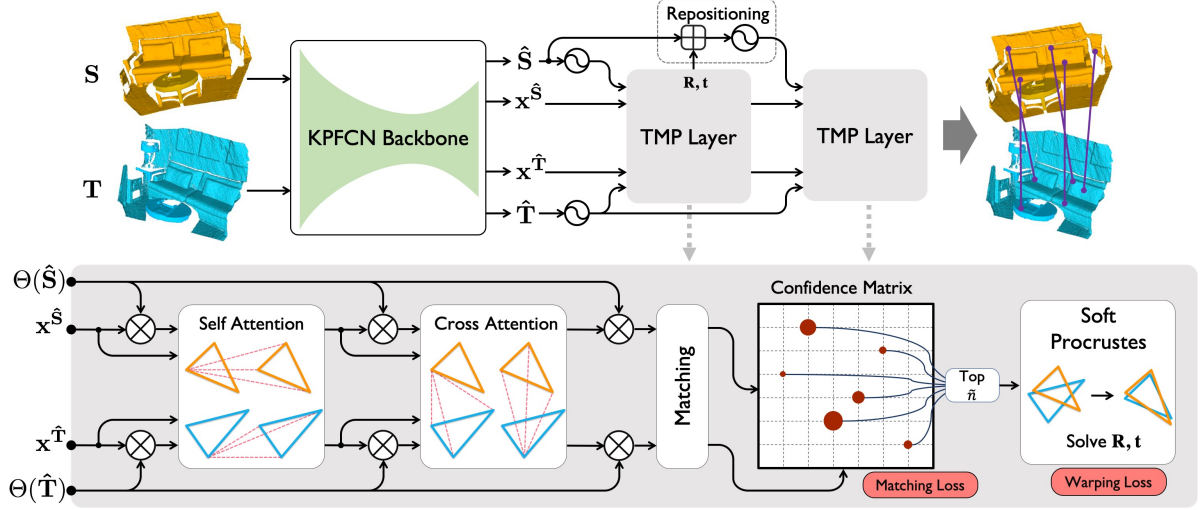 Repositioning
S
T
KPFCN Backbone
Ŝ
x^Ŝ
x^T̂
T̂
R, t
TMP Layer
TMP Layer
Θ(Ŝ)
x^Ŝ
x^T̂
Θ(T̂)
Self Attention
Cross Attention
Matching
Confidence Matrix
Top
ñ
Soft
Procrustes
Solve R, t
Matching Loss
Warping Loss